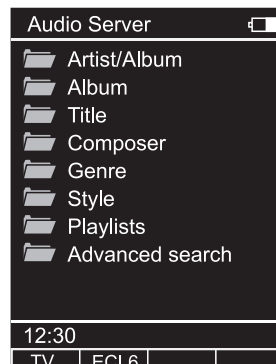 Audio Server
Artist/Album
Album
Title
Composer
Genre
Style
Playlists
Advanced search
12:30
TV ECL6